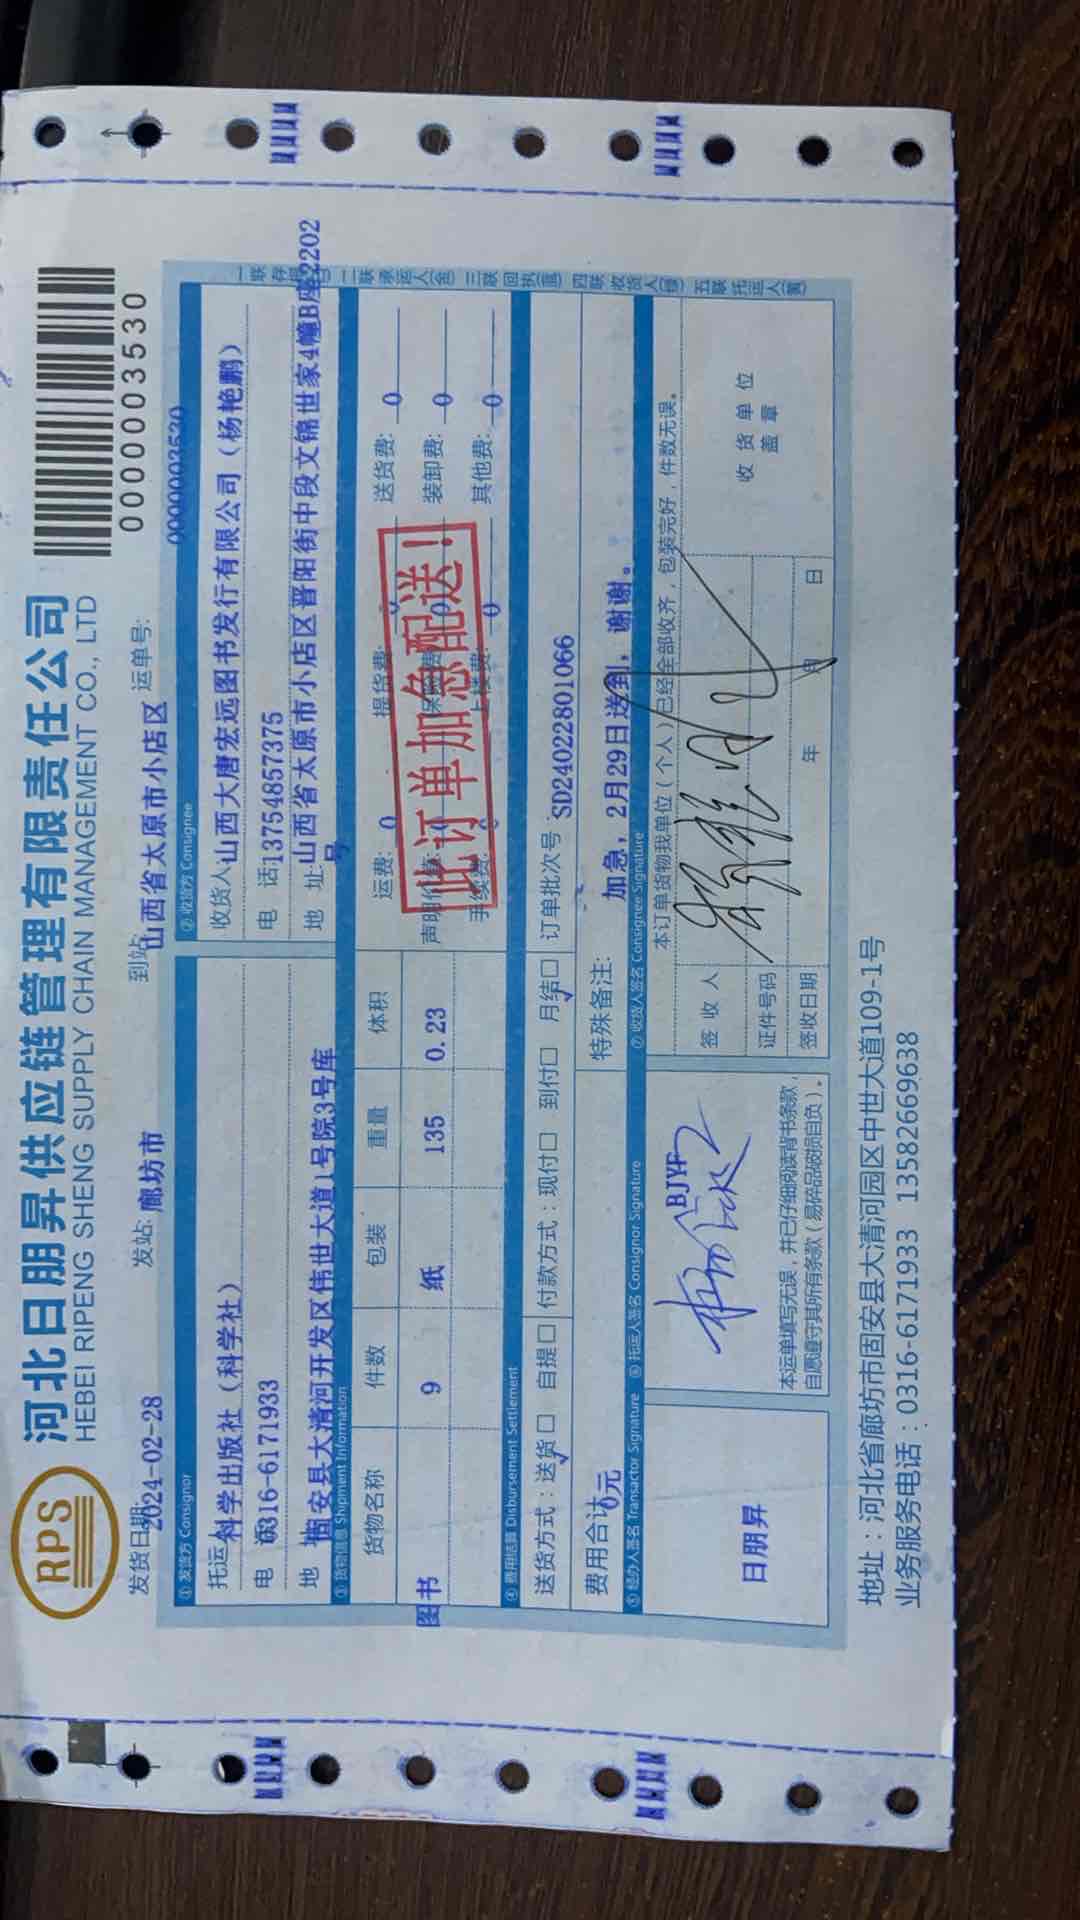 RPS
河北日朋昇供应链管理有限责任公司
HEBEI RIPENG SHENG SUPPLY CHAIN MANAGEMENT CO., LTD
0000003530
发货日期: 2024-02-28 发站: 廊坊市 到站: 山西省太原市小店区 运单号: 0000003530
① 发货方 Consignor
托运 科学出版社（科学社）
电 0316-6171933
地 固安县大清河开发区伟世大道1号院3号库
② 收货方 Consignee
收货人 山西大唐宏远图书发行有限公司（杨艳鹏）
电 话: 13754857375
地 址: 山西省太原市小店区晋阳街中段文锦世家4幢B座2202
号
③ 货物信息 Shipment Information
货物名称 件数 包装 重量 体积
图书 9 纸 135 0.23
运费: 0 提货费: 0 送货费: 0
声明价值: 0 保险费: 0 装卸费: 0
手续费: 0 上楼费: 0 其他费: 0
此订单加急配送！
④ 费用结算 Disbursement Settlement
送货方式：送货☑ 自提□ 付款方式：现付□ 到付□ 月结☑ 订单批次号: SD240228801066
费用合计 0元 特殊备注: 加急，2月29日送到，谢谢。
⑤ 经办人签名 Transactor Signature ⑥ 托运人签名 Consignor Signature ⑦ 收货人签名 Consignee Signature
日朋昇
BJYF
本运单填写无误，并已仔细阅读背书条款，
自愿遵守其所有条款（易碎品破损自负）。
本订单货物我单位（个人）已经全部收齐，包装完好，件数无误。
签 收 人
证件号码
签收日期 年 月 日
收 货 单 位
盖 章
地址：河北省廊坊市固安县大清河园区中世大道109-1号
业务服务电话：0316-6171933 13582669638